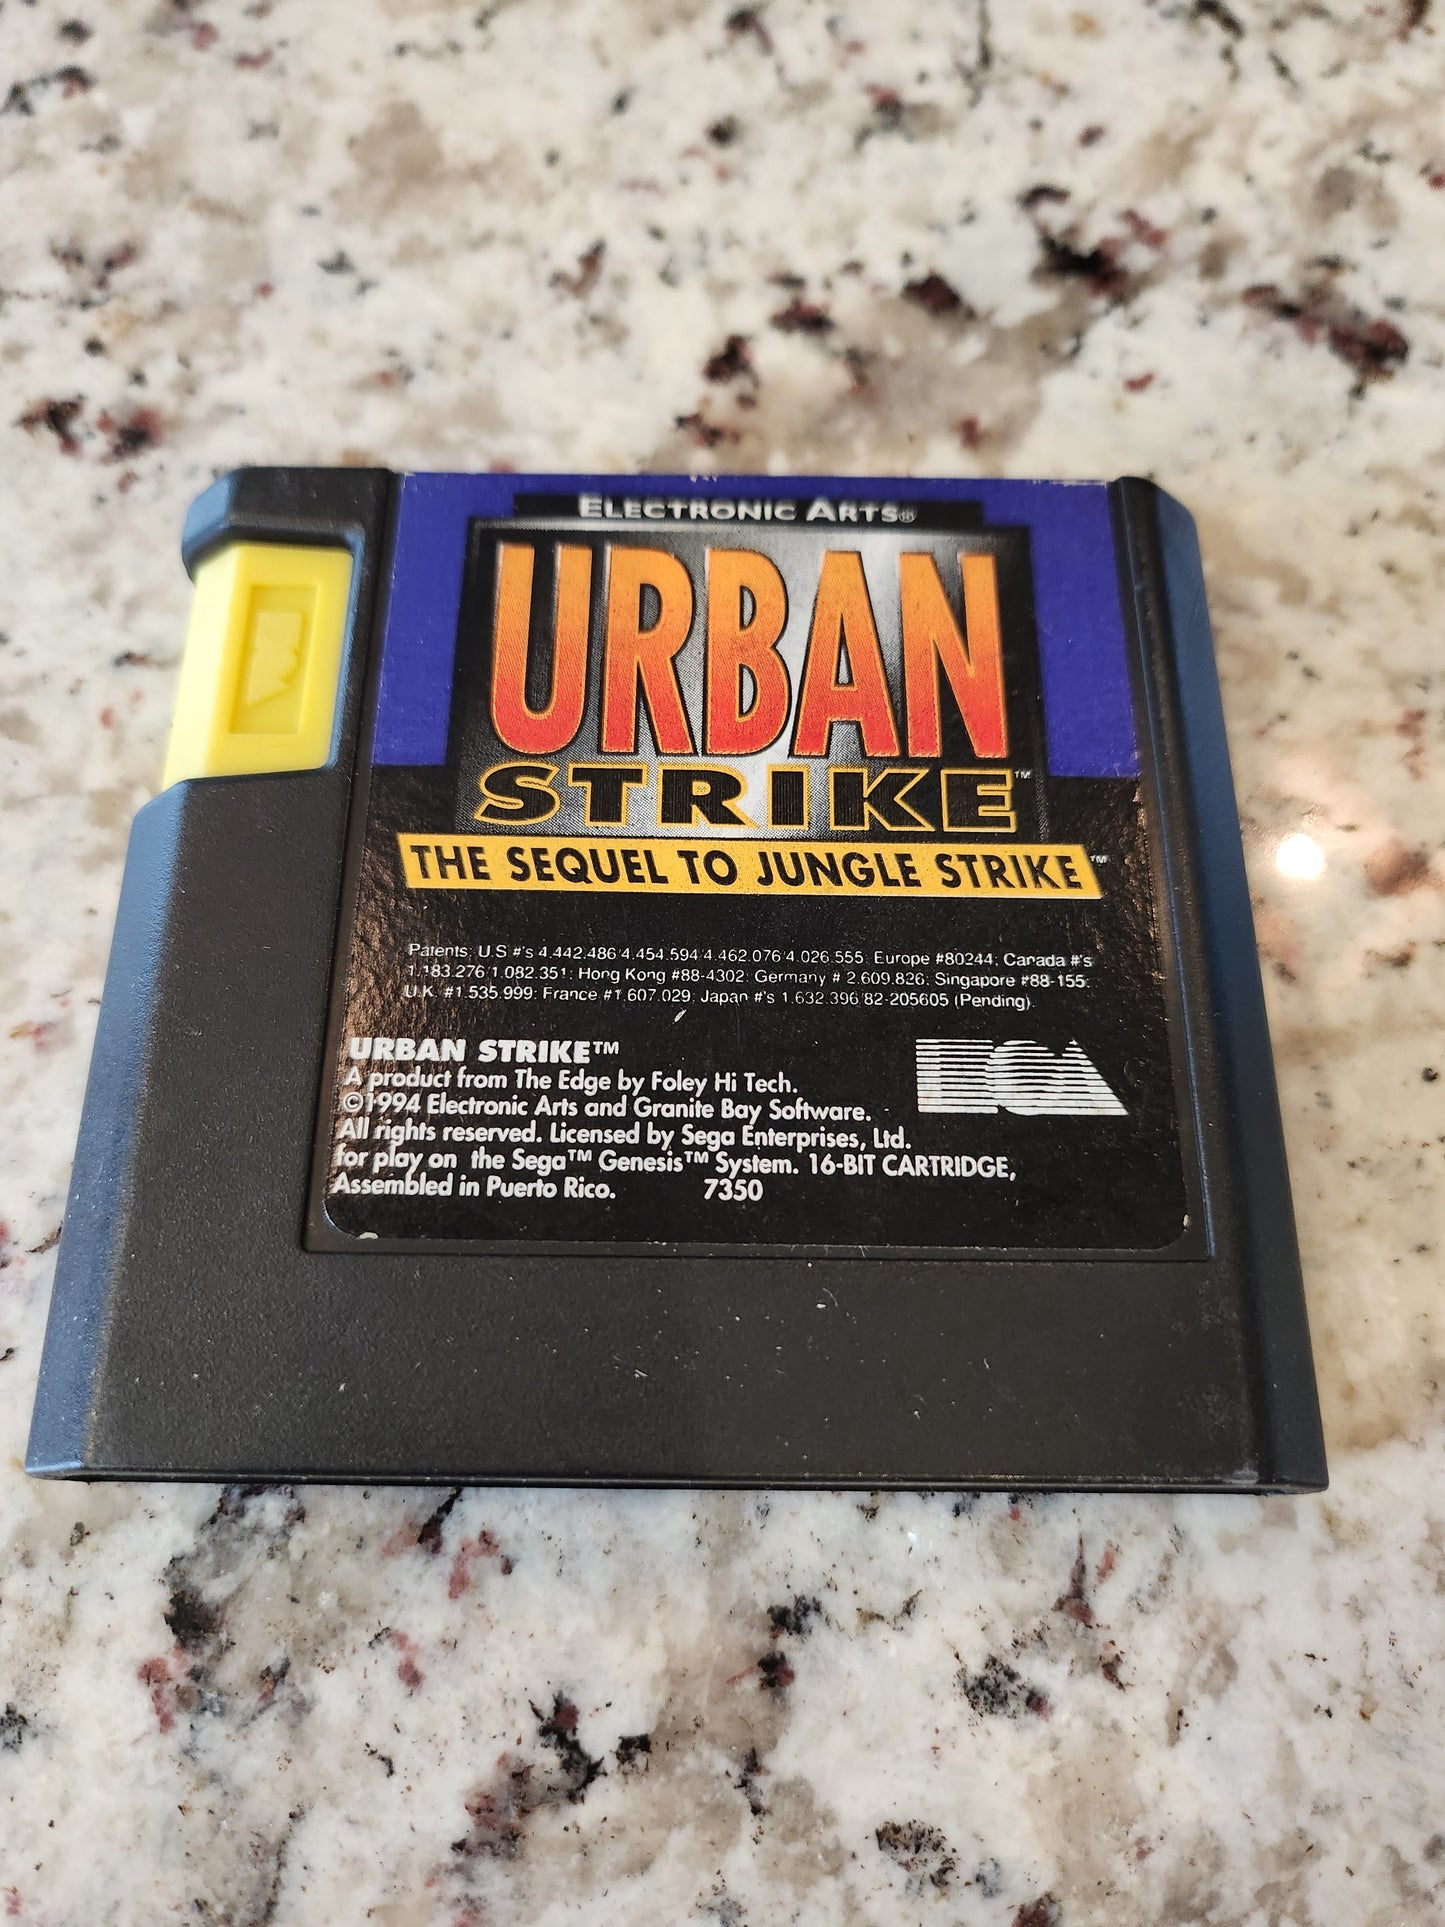 ELECTRONIC ARTS®
URBAN
STRIKE™
THE SEQUEL TO JUNGLE STRIKE™
Patents: U.S #'s 4.442.486/4.454.594/4.462.076/4.026.555; Europe #80244; Canada #'s
1.183.276/1.082.351; Hong Kong #88-4302; Germany # 2.609.826; Singapore #88-155;
U.K. #1.535.999; France #1.607.029; Japan #'s 1.632.396/82-205605 (Pending).
URBAN STRIKE™
A product from The Edge by Foley Hi Tech.
©1994 Electronic Arts and Granite Bay Software.
All rights reserved. Licensed by Sega Enterprises, Ltd.
for play on the Sega™ Genesis™ System. 16-BIT CARTRIDGE,
Assembled in Puerto Rico. 7350
EA